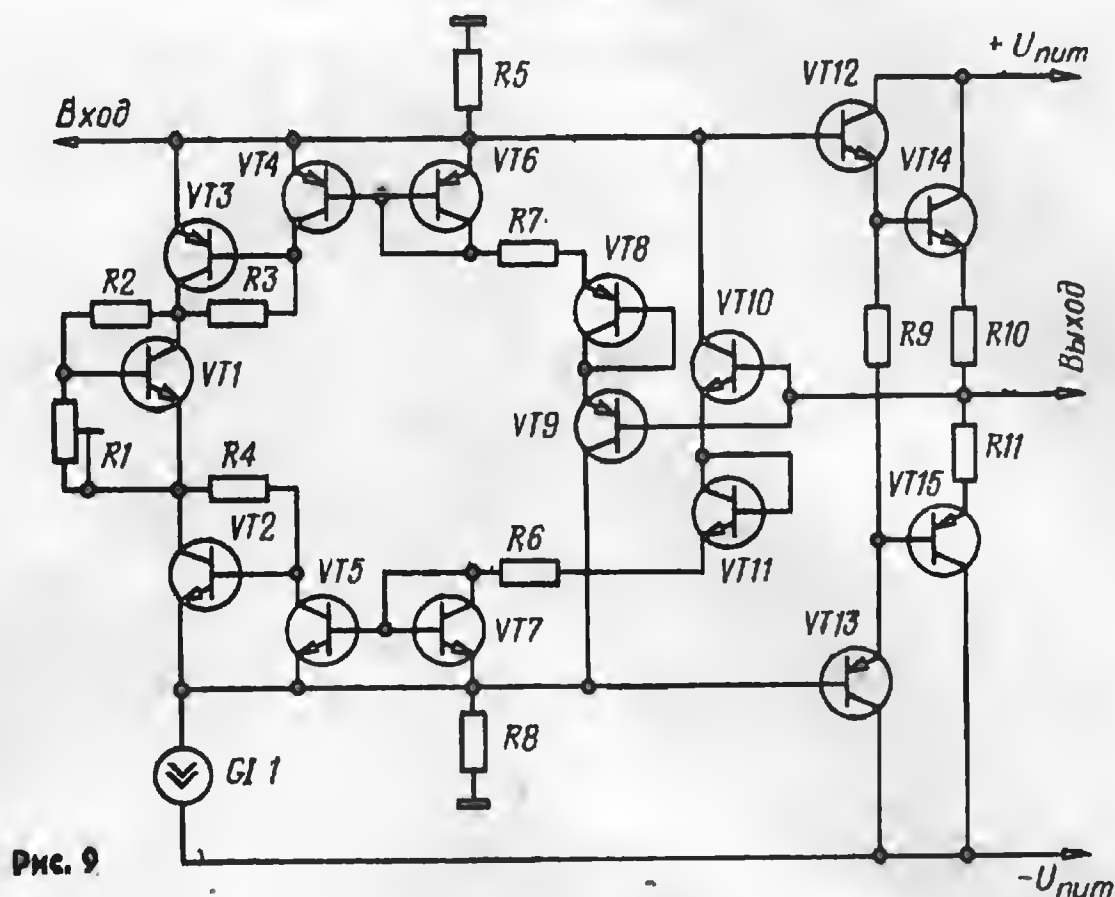 R5
+ Uпит
VT12
Вход
VT4
VT6
VT14
VT3
R7
VT8
R2
R3
VT10
R9
R10
Выход
VT1
VT9
R1
R4
R11
VT2
VT15
VT5
R6
VT11
VT7
VT13
R8
GI 1
Рис. 9
-Uпит